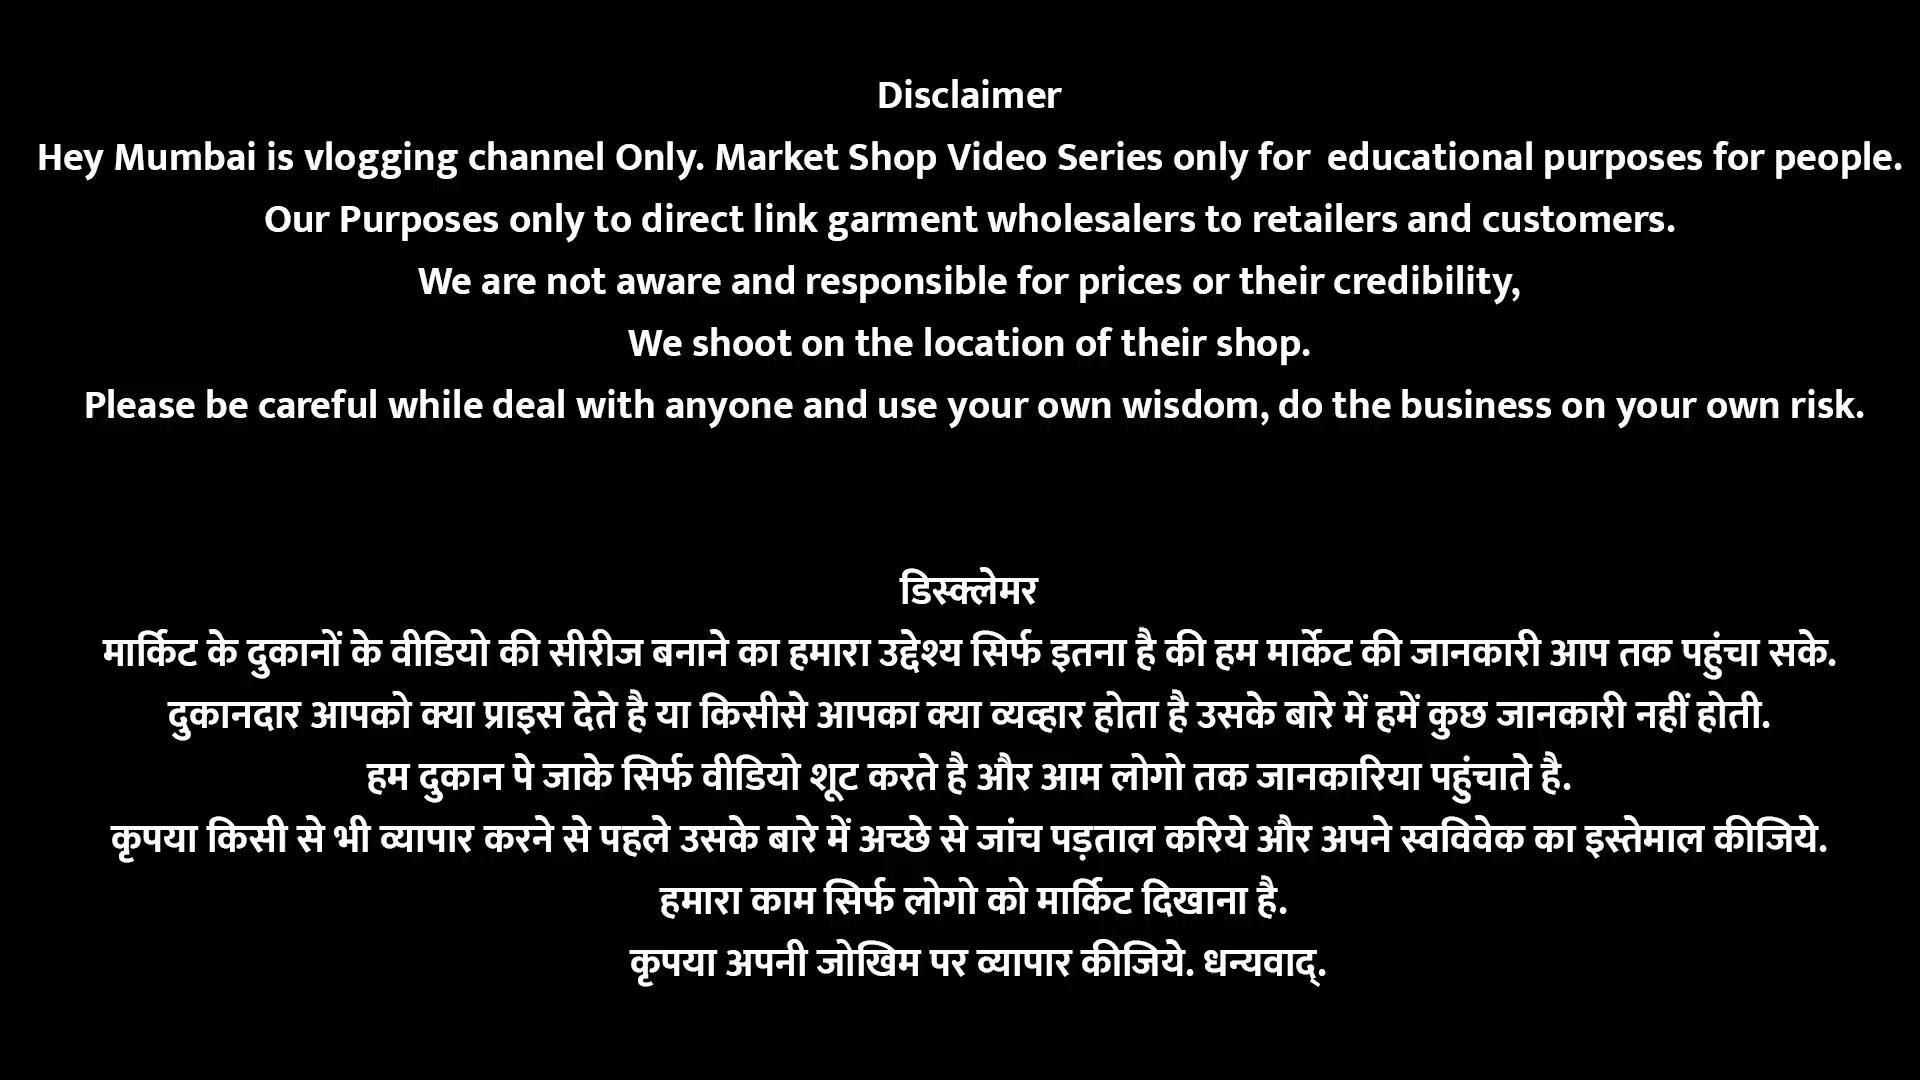 Disclaimer
Hey Mumbai is vlogging channel Only. Market Shop Video Series only for educational purposes for people.
Our Purposes only to direct link garment wholesalers to retailers and customers.
We are not aware and responsible for prices or their credibility,
We shoot on the location of their shop.
Please be careful while deal with anyone and use your own wisdom, do the business on your own risk.
डिस्क्लेमर
मार्किट के दुकानों के वीडियो की सीरीज बनाने का हमारा उद्देश्य सिर्फ इतना है की हम मार्केट की जानकारी आप तक पहुंचा सके.
दुकानदार आपको क्या प्राइस देते है या किसीसे आपका क्या व्यव्हार होता है उसके बारे में हमें कुछ जानकारी नहीं होती.
हम दुकान पे जाके सिर्फ वीडियो शूट करते है और आम लोगो तक जानकारिया पहुंचाते है.
कृपया किसी से भी व्यापार करने से पहले उसके बारे में अच्छे से जांच पड़ताल करिये और अपने स्वविवेक का इस्तेमाल कीजिये.
हमारा काम सिर्फ लोगो को मार्किट दिखाना है.
कृपया अपनी जोखिम पर व्यापार कीजिये. धन्यवाद्.